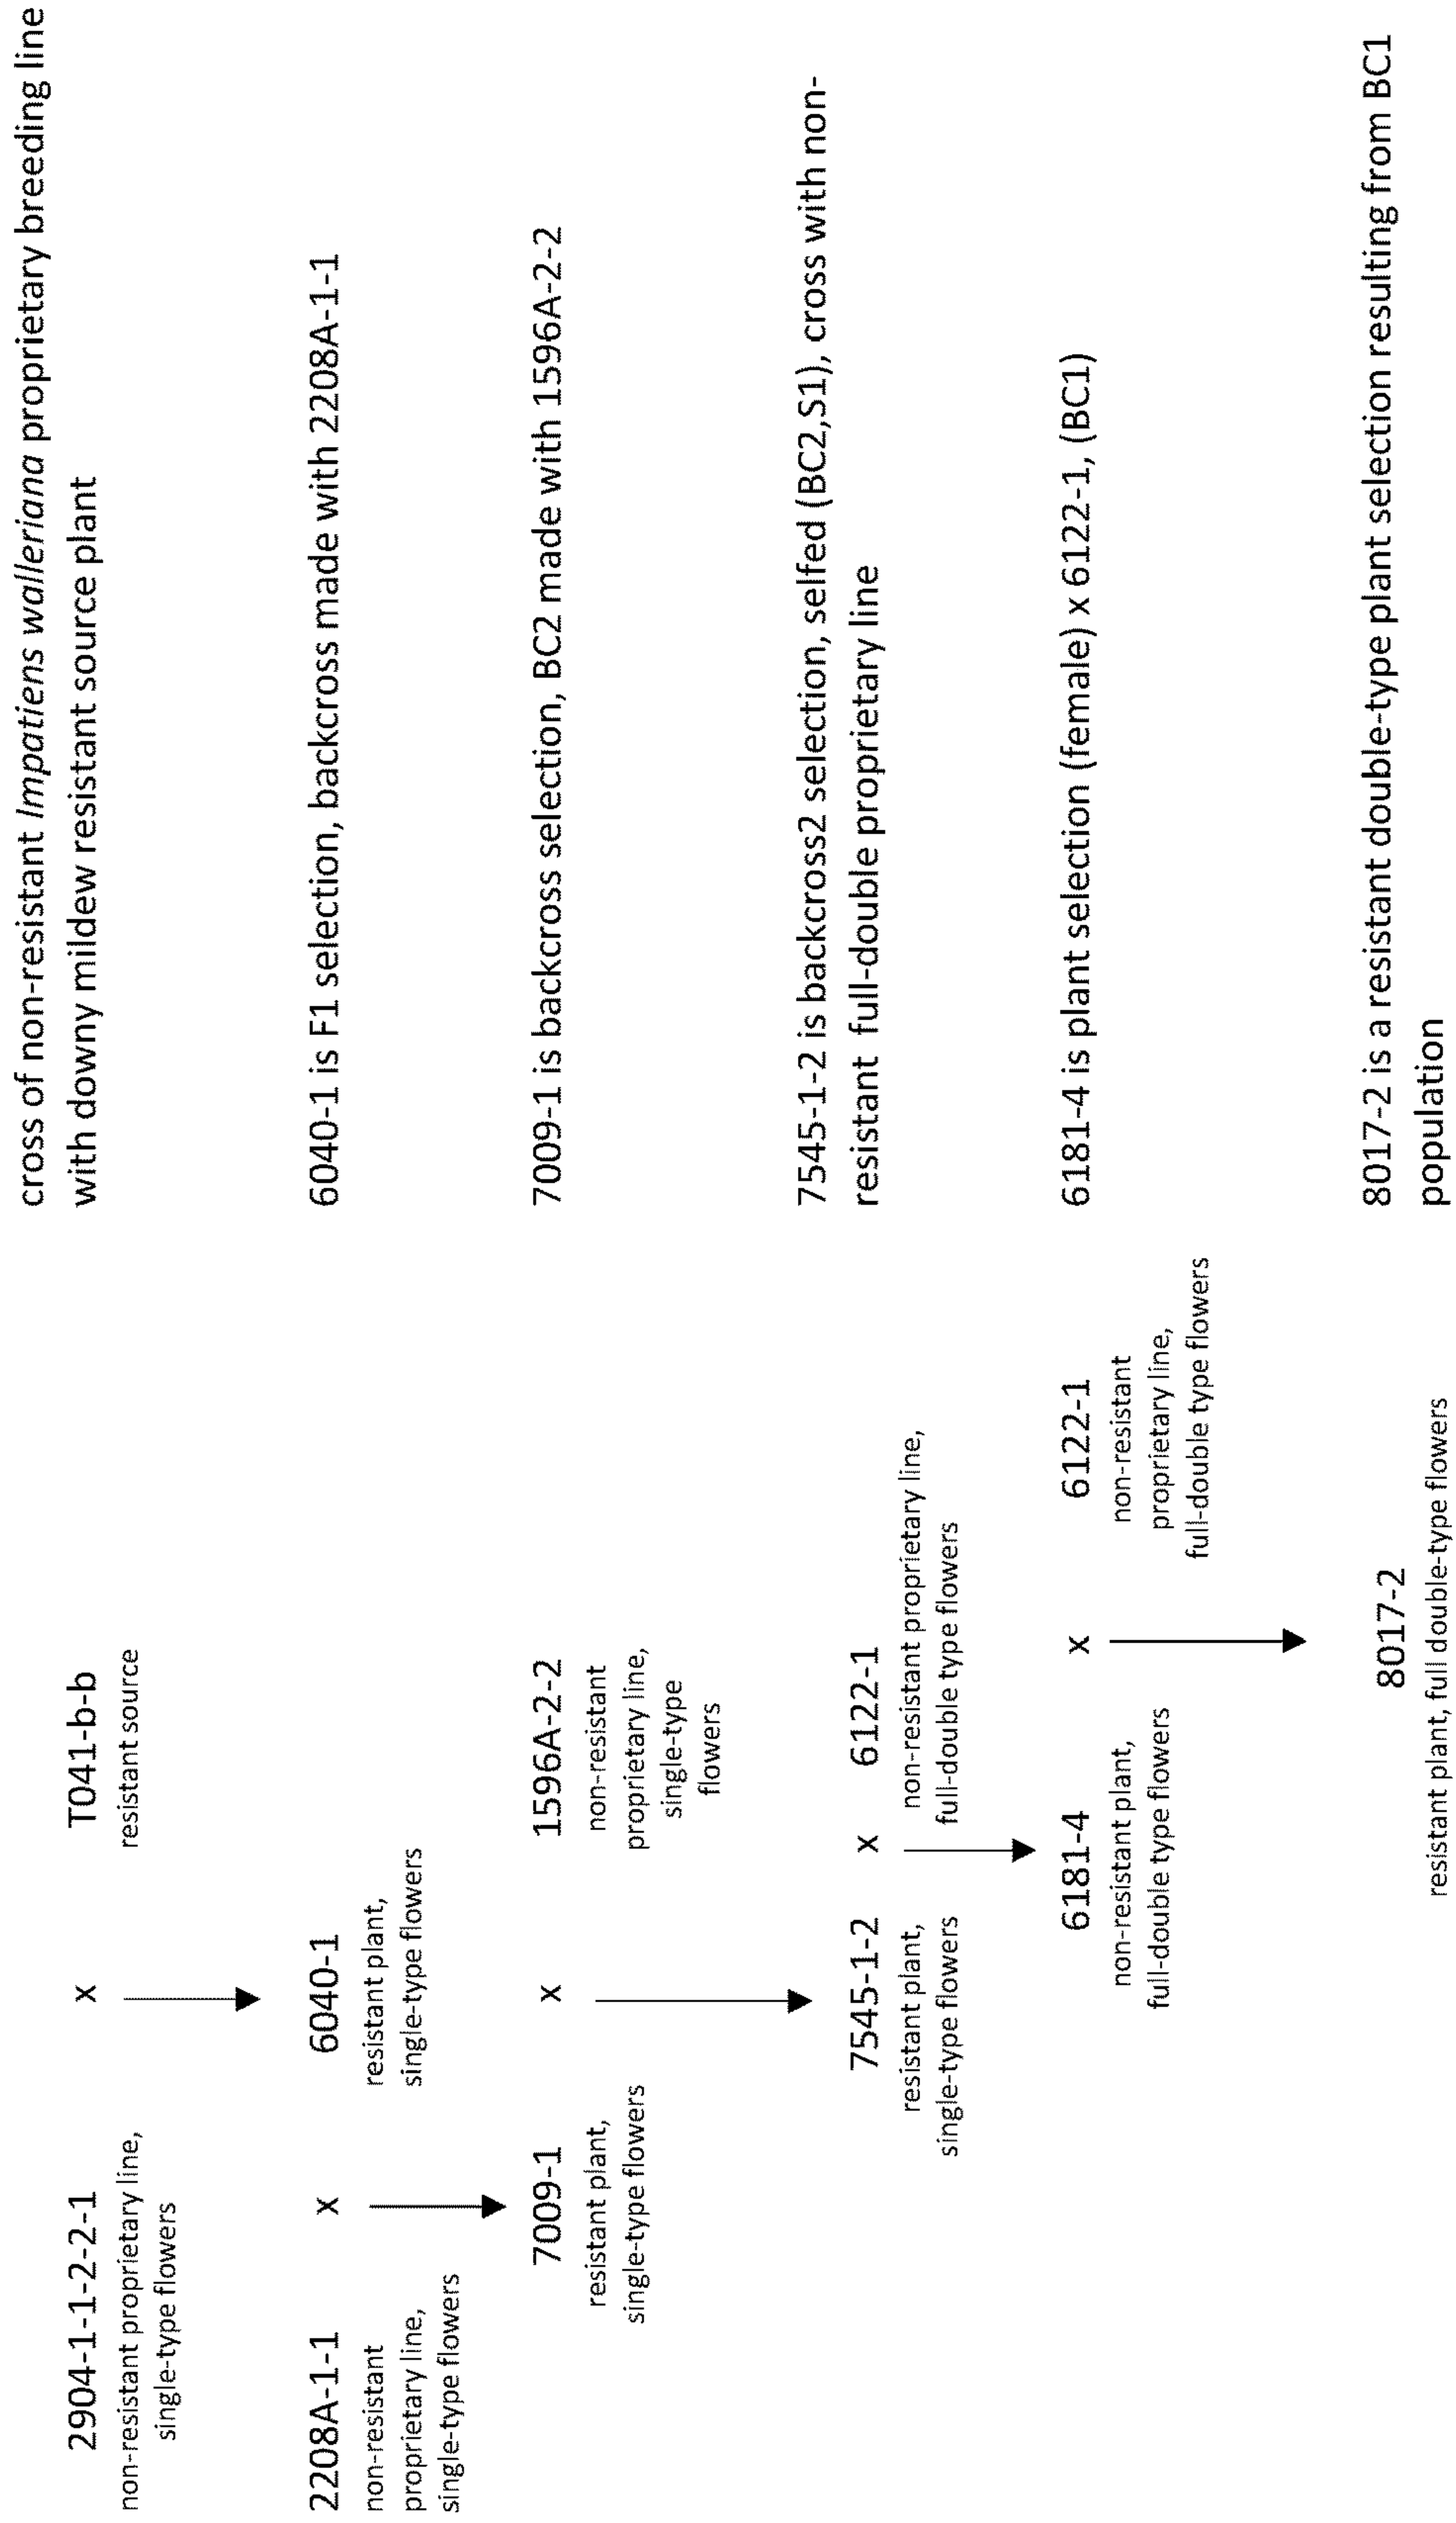 2904-1-1-2-2-1 x T041-b-b
non-resistant proprietary line,
single-type flowers
resistant source
cross of non-resistant Impatiens walleriana proprietary breeding line
with downy mildew resistant source plant
2208A-1-1 x 6040-1
non-resistant
proprietary line,
single-type flowers
resistant plant,
single-type flowers
6040-1 is F1 selection, backcross made with 2208A-1-1
7009-1 x 1596A-2-2
resistant plant,
single-type flowers
non-resistant
proprietary line,
single-type
flowers
7009-1 is backcross selection, BC2 made with 1596A-2-2
7545-1-2 x 6122-1
resistant plant,
single-type flowers
non-resistant proprietary line,
full-double type flowers
7545-1-2 is backcross2 selection, selfed (BC2,S1), cross with non-
resistant full-double proprietary line
6181-4 x 6122-1
non-resistant plant,
full-double type flowers
non-resistant
proprietary line,
full-double type flowers
6181-4 is plant selection (female) x 6122-1, (BC1)
8017-2
resistant plant, full double-type flowers
8017-2 is a resistant double-type plant selection resulting from BC1
population